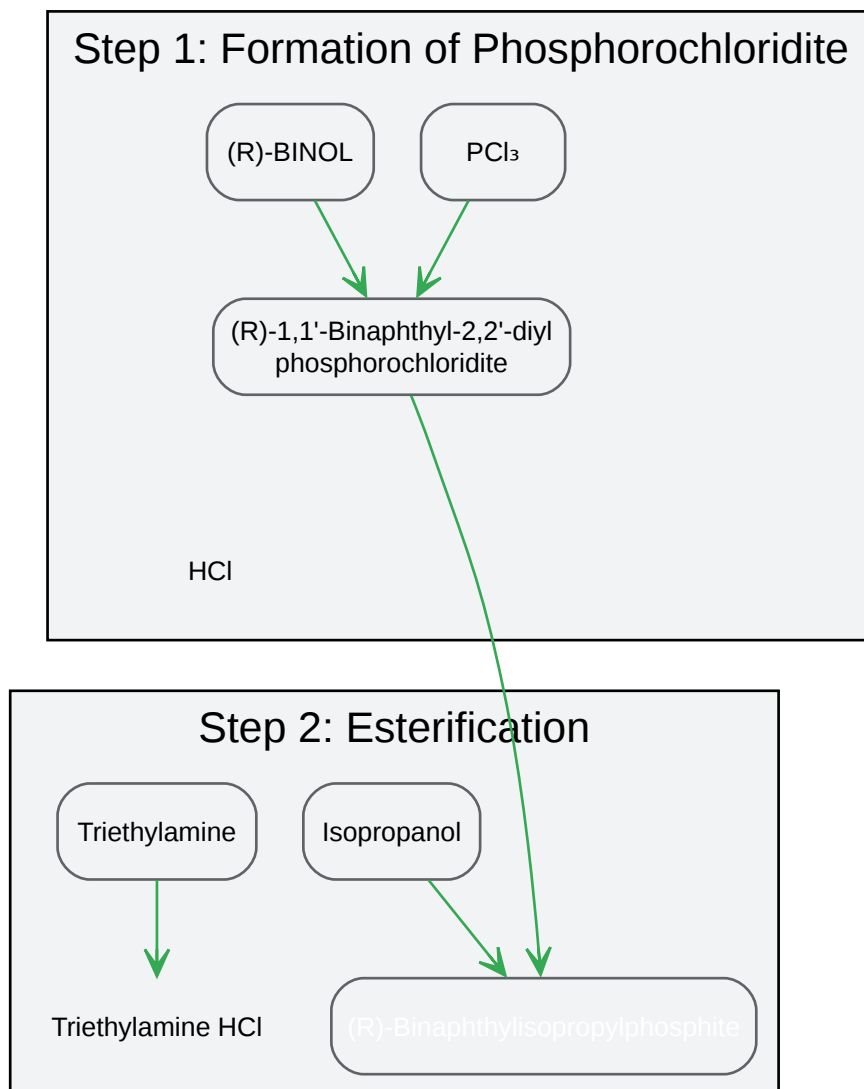 Step 1: Formation of Phosphorochloridite
(R)-BINOL
PCl₃
(R)-1,1'-Binaphthyl-2,2'-diyl
phosphorochloridite
HCl
Step 2: Esterification
Triethylamine
Isopropanol
Triethylamine HCl
(R)-Binaphthylisopropylphosphite